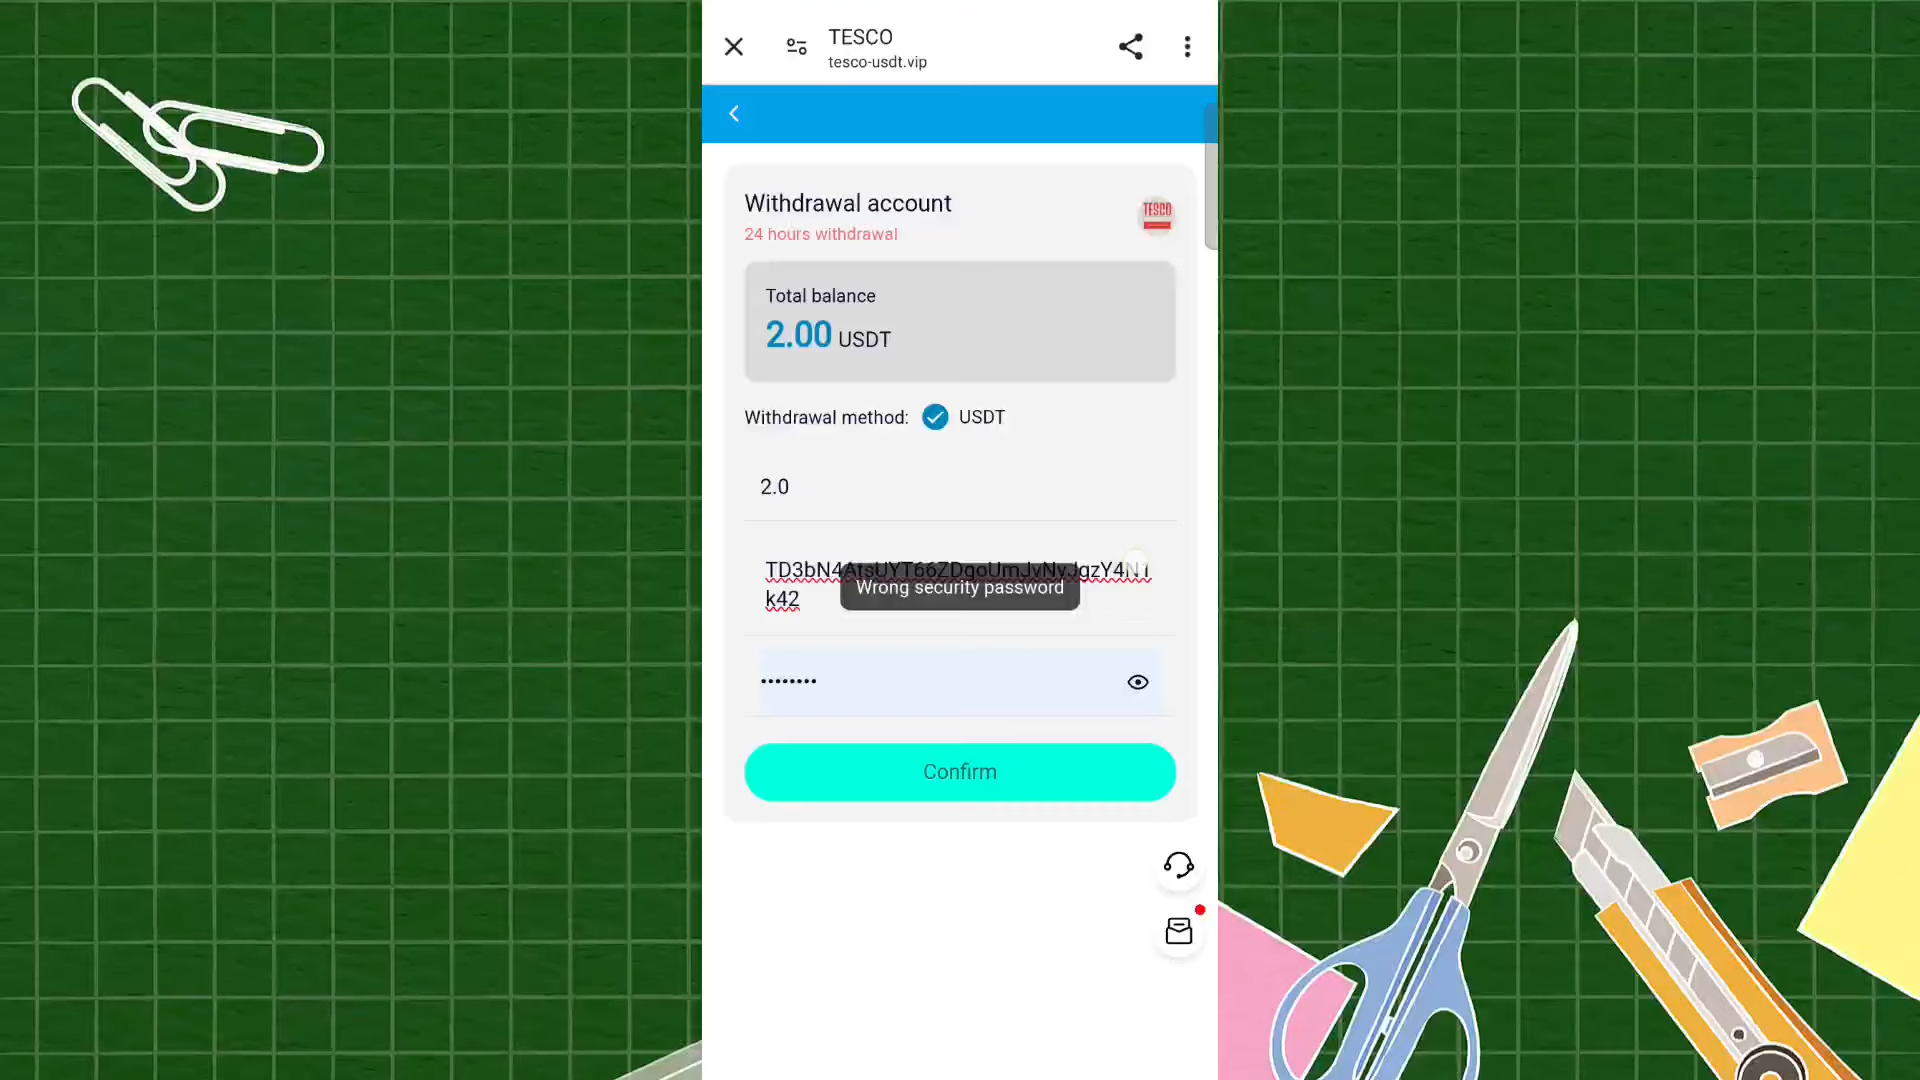 TESCO
tesco-usdt.vip
Withdrawal account
24 hours withdrawal
TESCO
Total balance
2.00 USDT
Withdrawal method: USDT
2.0
k42
Wrong security password
••••••••
Confirm